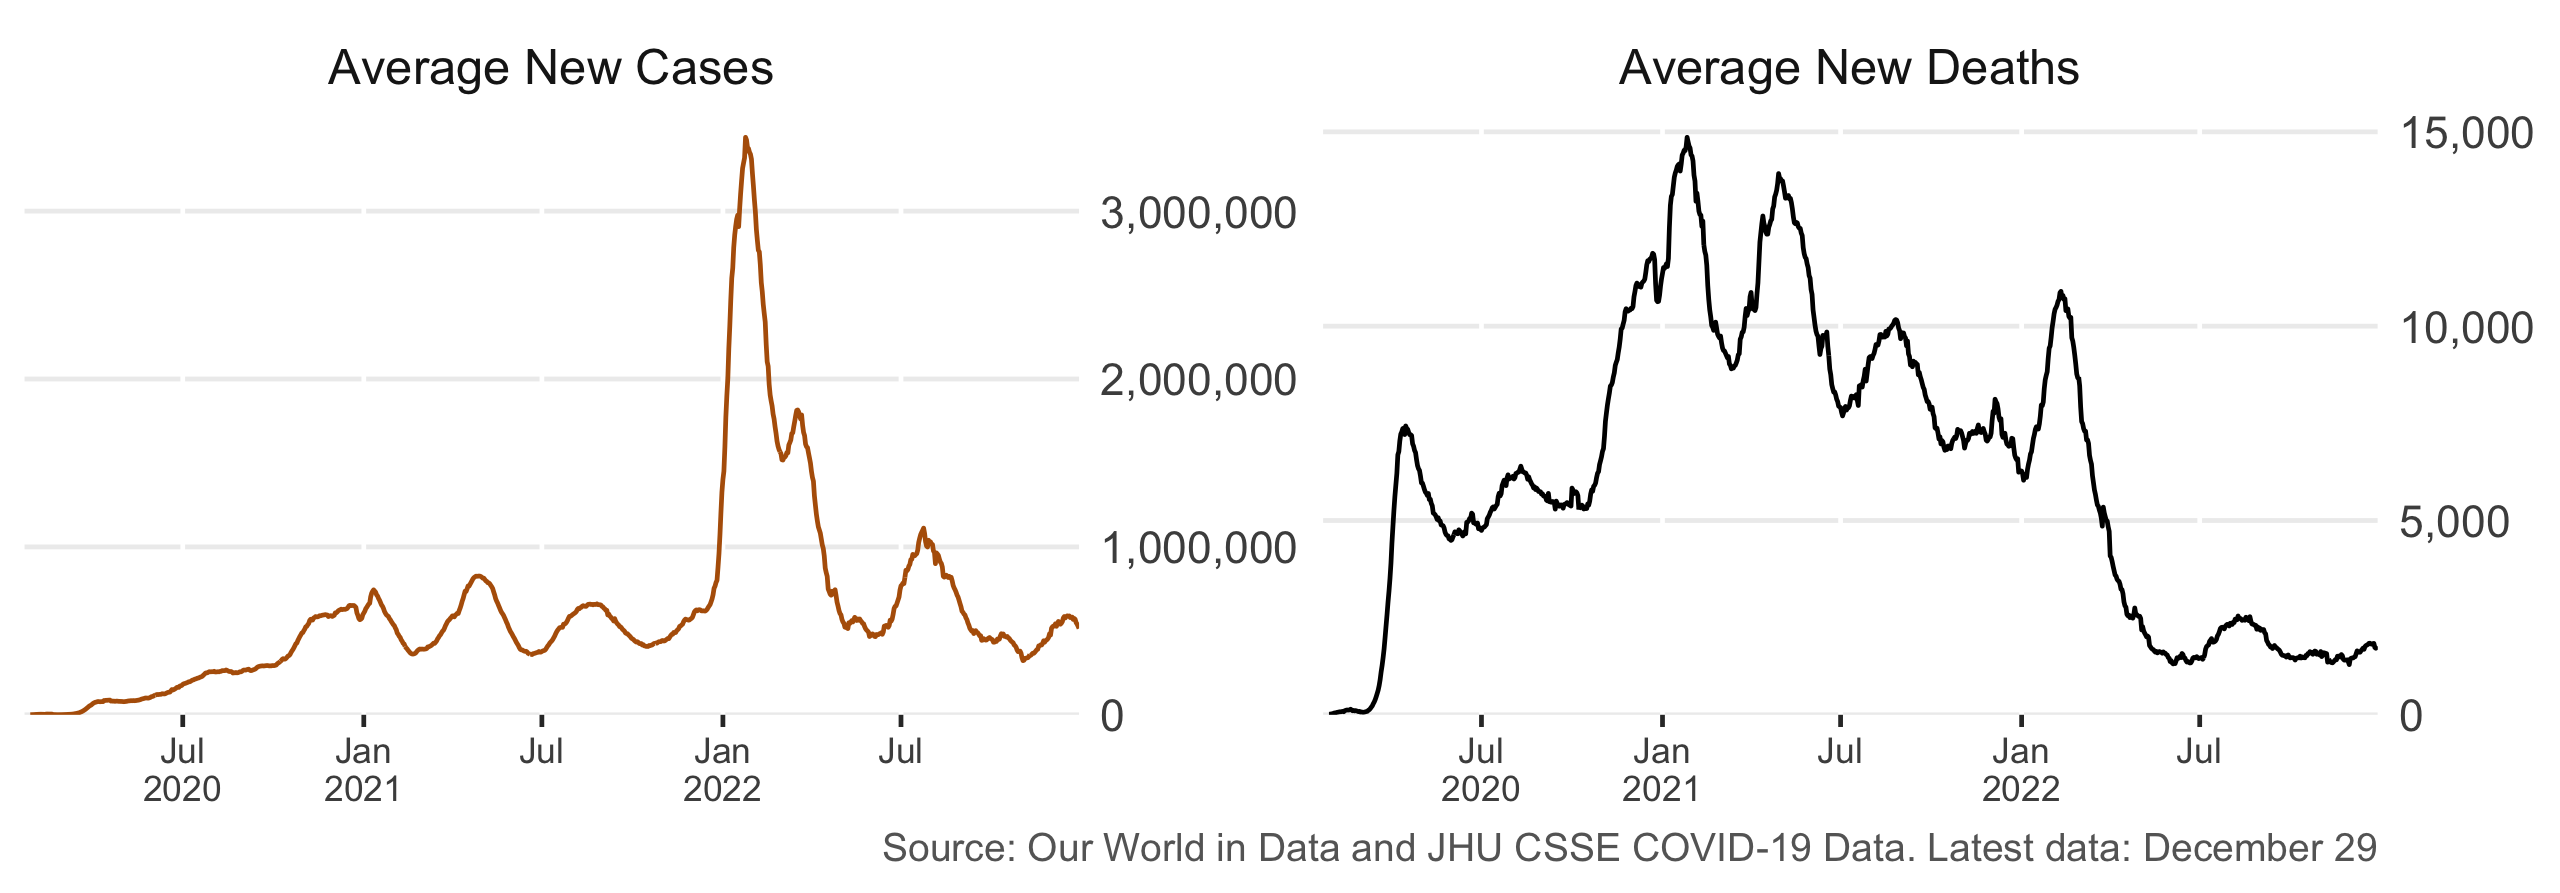 Average New Cases
3,000,000
2,000,000
1,000,000
0
Jul
2020
Jan
2021
Jul
Jan
2022
Jul
Average New Deaths
15,000
10,000
5,000
0
Jul
2020
Jan
2021
Jul
Jan
2022
Jul
Source: Our World in Data and JHU CSSE COVID-19 Data. Latest data: December 29